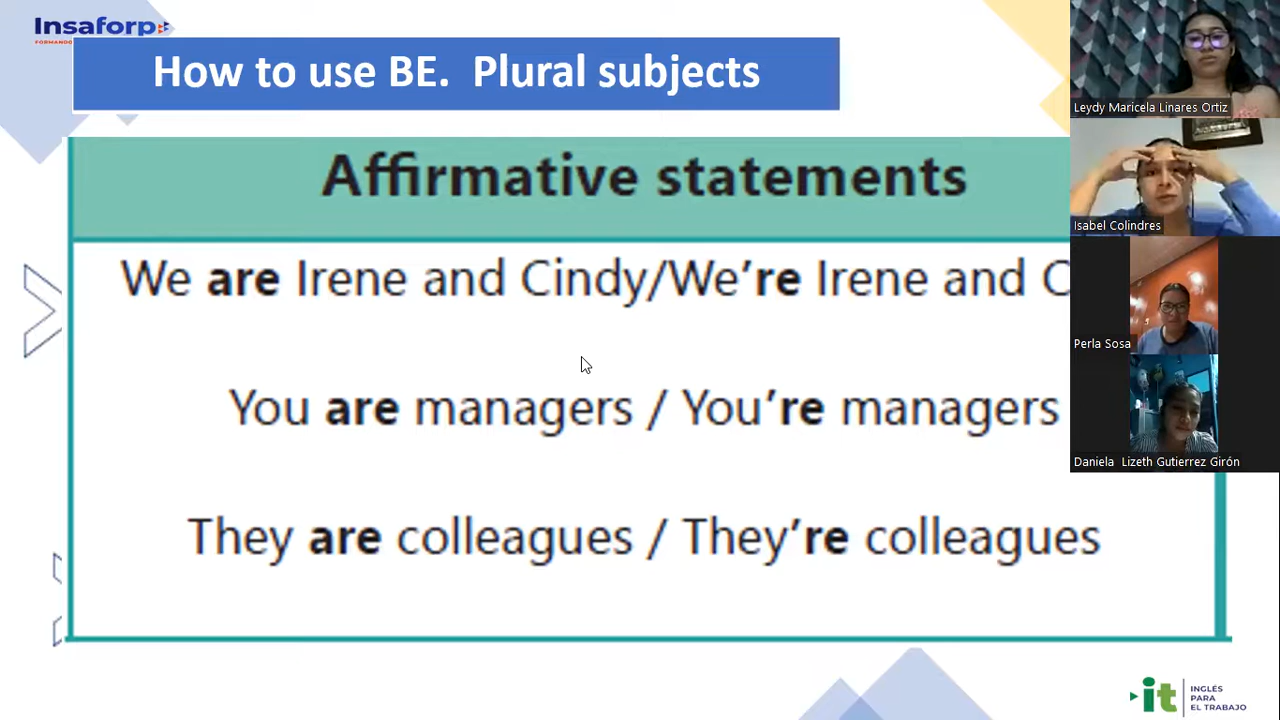 Insaforp
How to use BE. Plural subjects
Affirmative statements
We are Irene and Cindy/We're Irene and C
You are managers / You're managers
They are colleagues / They're colleagues
Leydy Maricela Linares Ortiz
Isabel Colindres
Perla Sosa
Daniela Lizeth Gutierrez Girón
it
INGLÉS
PARA
EL TRABAJO